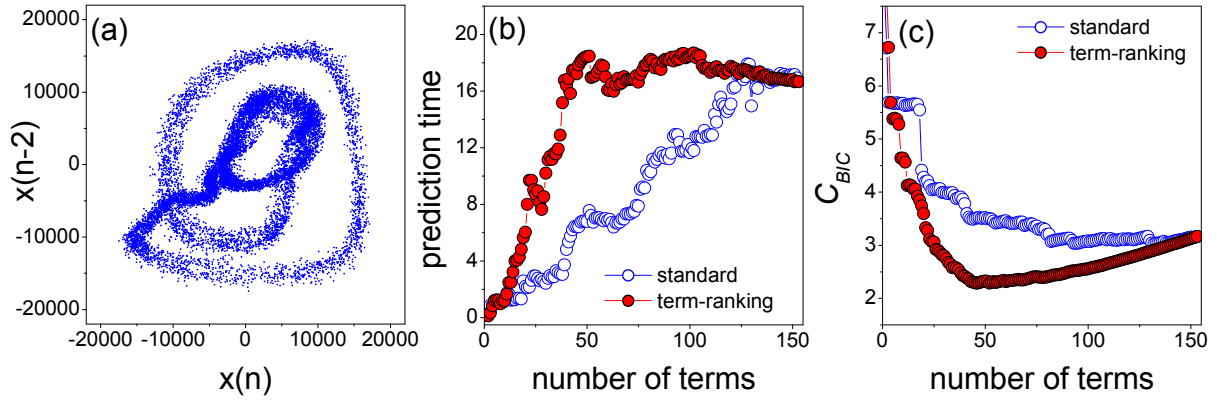 (a)
20000
10000
0
-10000
-20000
x(n-2)
-20000 -10000 0 10000 20000
x(n)
(b)
20
16
12
8
4
0
prediction time
standard
term-ranking
0 50 100 150
number of terms
(c)
7
6
5
4
3
2
C_BIC
standard
term-ranking
0 50 100 150
number of terms